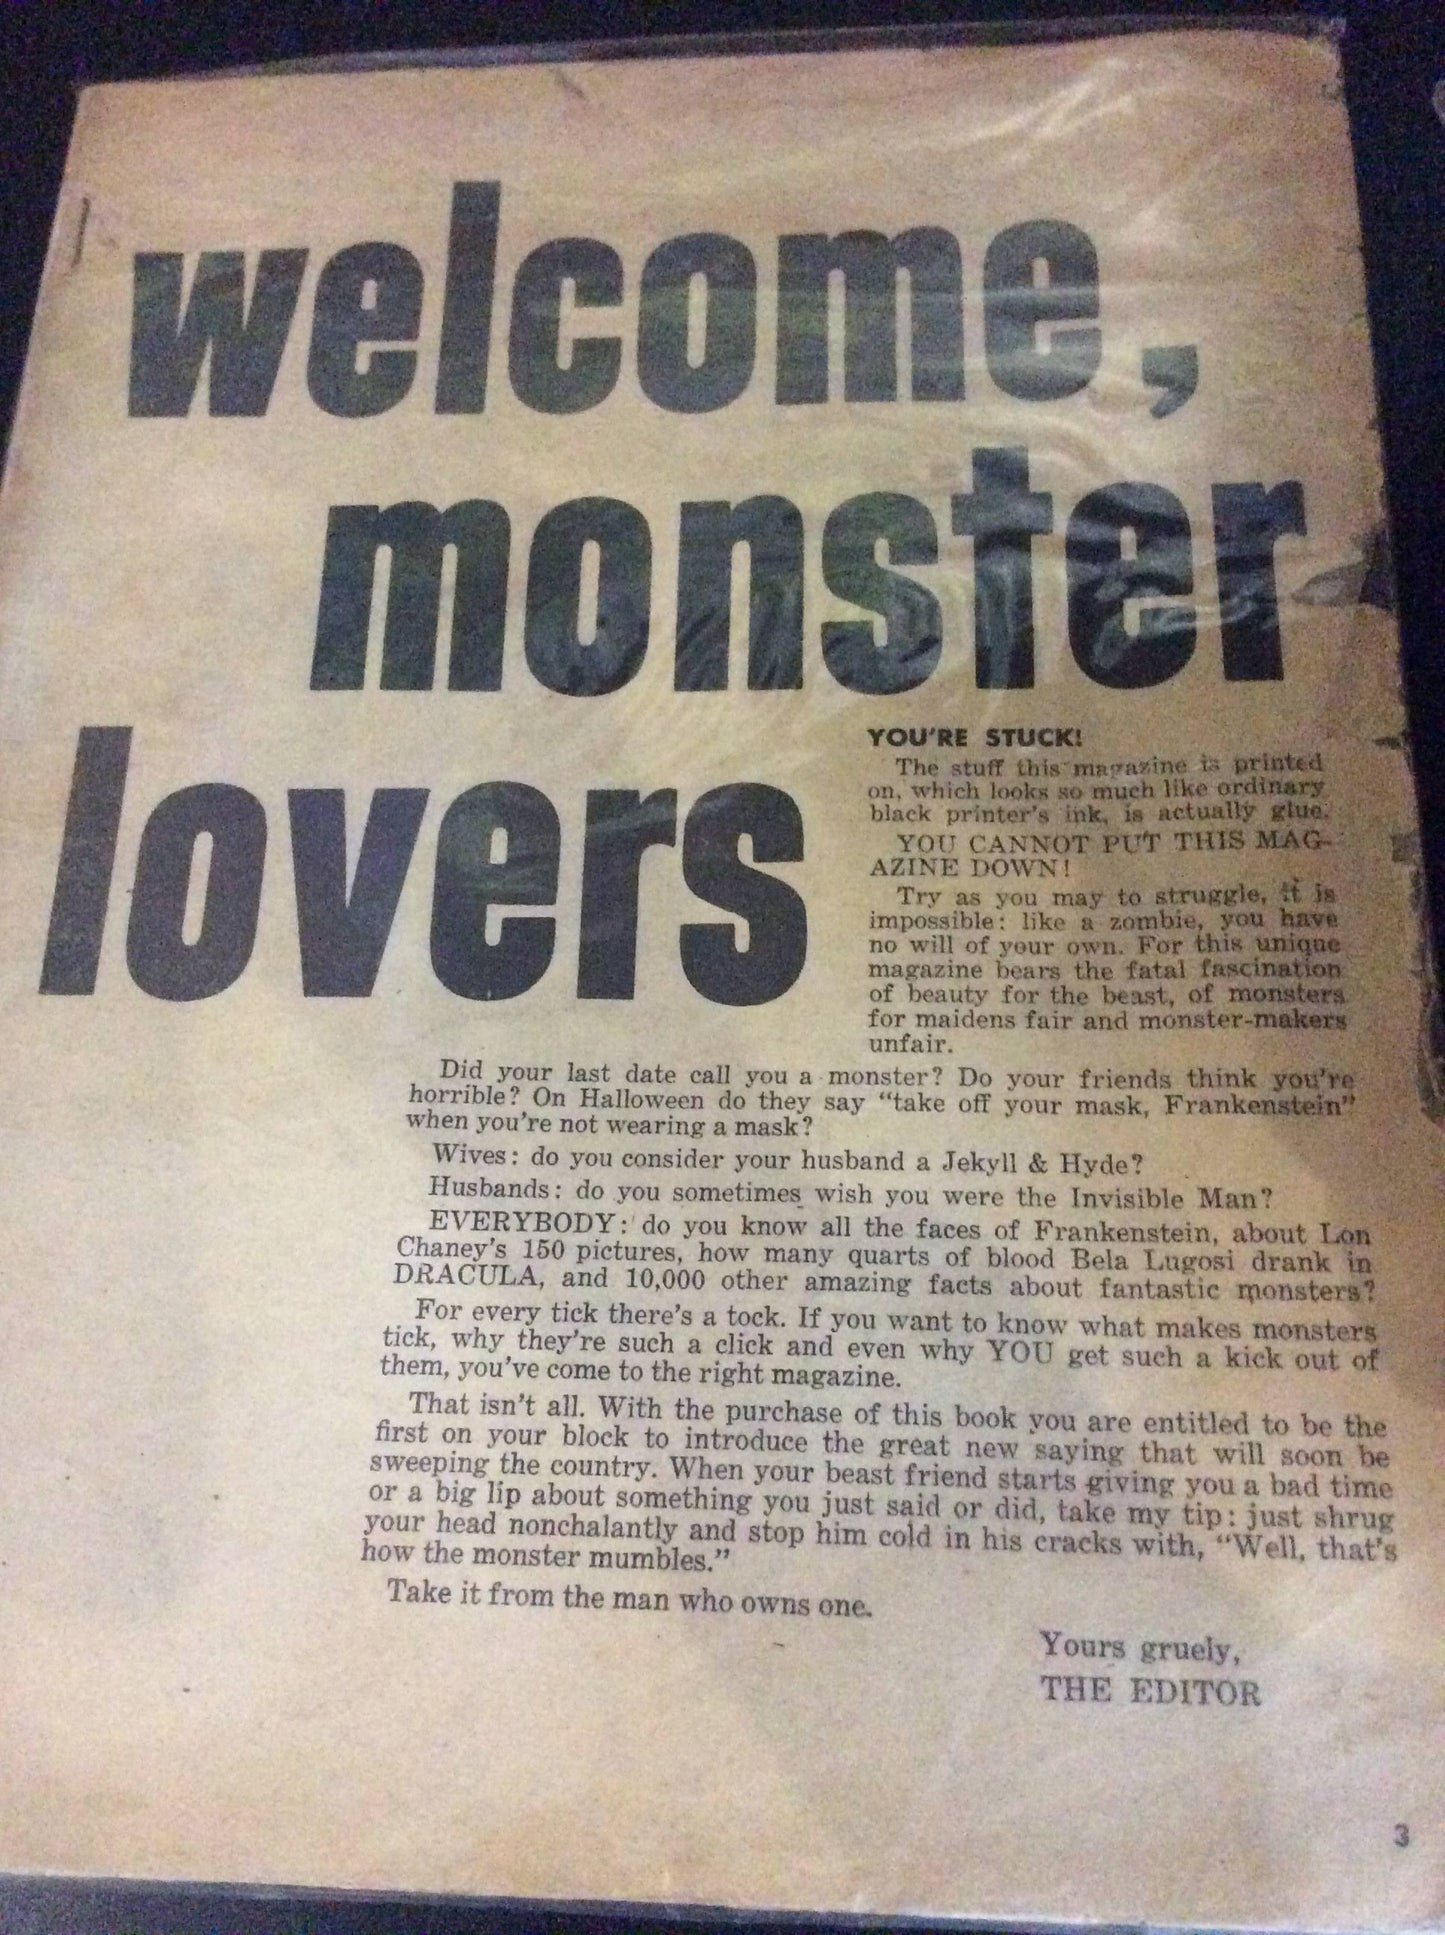 welcome,
monster
lovers
YOU'RE STUCK!
The stuff this magazine is printed
on, which looks so much like ordinary
black printer's ink, is actually glue.
YOU CANNOT PUT THIS MAG-
AZINE DOWN!
Try as you may to struggle, it is
impossible: like a zombie, you have
no will of your own. For this unique
magazine bears the fatal fascination
of beauty for the beast, of monsters
for maidens fair and monster-makers
unfair.
Did your last date call you a monster? Do your friends think you're
horrible? On Halloween do they say "take off your mask, Frankenstein"
when you're not wearing a mask?
Wives: do you consider your husband a Jekyll & Hyde?
Husbands: do you sometimes wish you were the Invisible Man?
EVERYBODY: do you know all the faces of Frankenstein, about Lon
Chaney's 150 pictures, how many quarts of blood Bela Lugosi drank in
DRACULA, and 10,000 other amazing facts about fantastic monsters?
For every tick there's a tock. If you want to know what makes monsters
tick, why they're such a click and even why YOU get such a kick out of
them, you've come to the right magazine.
That isn't all. With the purchase of this book you are entitled to be the
first on your block to introduce the great new saying that will soon be
sweeping the country. When your beast friend starts giving you a bad time
or a big lip about something you just said or did, take my tip: just shrug
your head nonchalantly and stop him cold in his cracks with, "Well, that's
how the monster mumbles."
Take it from the man who owns one.
Yours gruely,
THE EDITOR
3